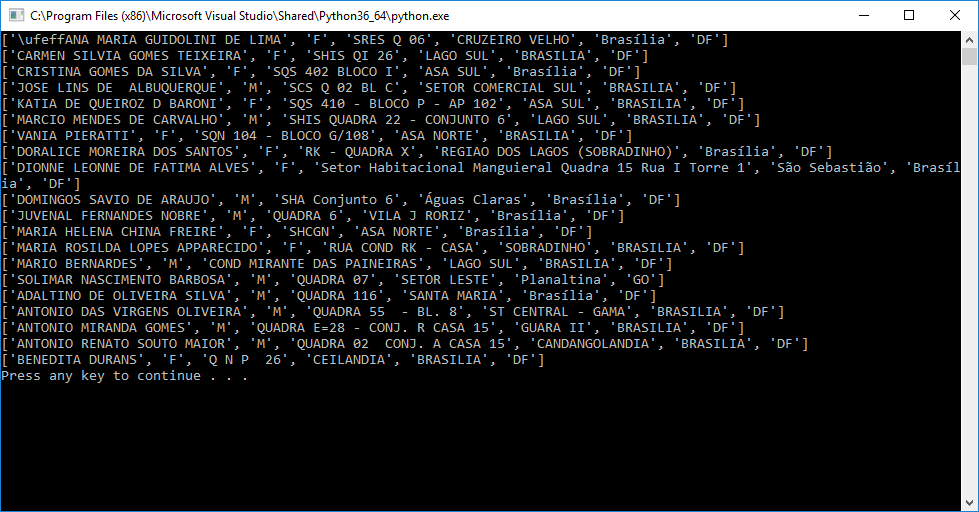 C:\Program Files (x86)\Microsoft Visual Studio\Shared\Python36_64\python.exe
['\ufeffANA MARIA GUIDOLINI DE LIMA', 'F', 'SRES Q 06', 'CRUZEIRO VELHO', 'Brasília', 'DF']
['CARMEN SILVIA GOMES TEIXEIRA', 'F', 'SHIS QI 26', 'LAGO SUL', 'BRASILIA', 'DF']
['CRISTINA GOMES DA SILVA', 'F', 'SQS 402 BLOCO I', 'ASA SUL', 'Brasília', 'DF']
['JOSE LINS DE  ALBUQUERQUE', 'M', 'SCS Q 02 BL C', 'SETOR COMERCIAL SUL', 'BRASILIA', 'DF']
['KATIA DE QUEIROZ D BARONI', 'F', 'SQS 410 - BLOCO P - AP 102', 'ASA SUL', 'BRASILIA', 'DF']
['MARCIO MENDES DE CARVALHO', 'M', 'SHIS QUADRA 22 - CONJUNTO 6', 'LAGO SUL', 'BRASILIA', 'DF']
['VANIA PIERATTI', 'F', 'SQN 104 - BLOCO G/108', 'ASA NORTE', 'BRASILIA', 'DF']
['DORALICE MOREIRA DOS SANTOS', 'F', 'RK - QUADRA X', 'REGIAO DOS LAGOS (SOBRADINHO)', 'Brasília', 'DF']
['DIONNE LEONNE DE FATIMA ALVES', 'F', 'Setor Habitacional Manguieral Quadra 15 Rua I Torre 1', 'São Sebastião', 'Brasíl
ia', 'DF']
['DOMINGOS SAVIO DE ARAUJO', 'M', 'SHA Conjunto 6', 'Águas Claras', 'Brasília', 'DF']
['JUVENAL FERNANDES NOBRE', 'M', 'QUADRA 6', 'VILA J RORIZ', 'Brasília', 'DF']
['MARIA HELENA CHINA FREIRE', 'F', 'SHCGN', 'ASA NORTE', 'Brasília', 'DF']
['MARIA ROSILDA LOPES APPARECIDO', 'F', 'RUA COND RK - CASA', 'SOBRADINHO', 'BRASILIA', 'DF']
['MARIO BERNARDES', 'M', 'COND MIRANTE DAS PAINEIRAS', 'LAGO SUL', 'BRASILIA', 'DF']
['SOLIMAR NASCIMENTO BARBOSA', 'M', 'QUADRA 07', 'SETOR LESTE', 'Planaltina', 'GO']
['ADALTINO DE OLIVEIRA SILVA', 'M', 'QUADRA 116', 'SANTA MARIA', 'Brasília', 'DF']
['ANTONIO DAS VIRGENS OLIVEIRA', 'M', 'QUADRA 55  - BL. 8', 'ST CENTRAL - GAMA', 'BRASILIA', 'DF']
['ANTONIO MIRANDA GOMES', 'M', 'QUADRA E=28 - CONJ. R CASA 15', 'GUARA II', 'BRASILIA', 'DF']
['ANTONIO RENATO SOUTO MAIOR', 'M', 'QUADRA 02  CONJ. A CASA 15', 'CANDANGOLANDIA', 'BRASILIA', 'DF']
['BENEDITA DURANS', 'F', 'Q N P  26', 'CEILANDIA', 'BRASILIA', 'DF']
Press any key to continue . . .